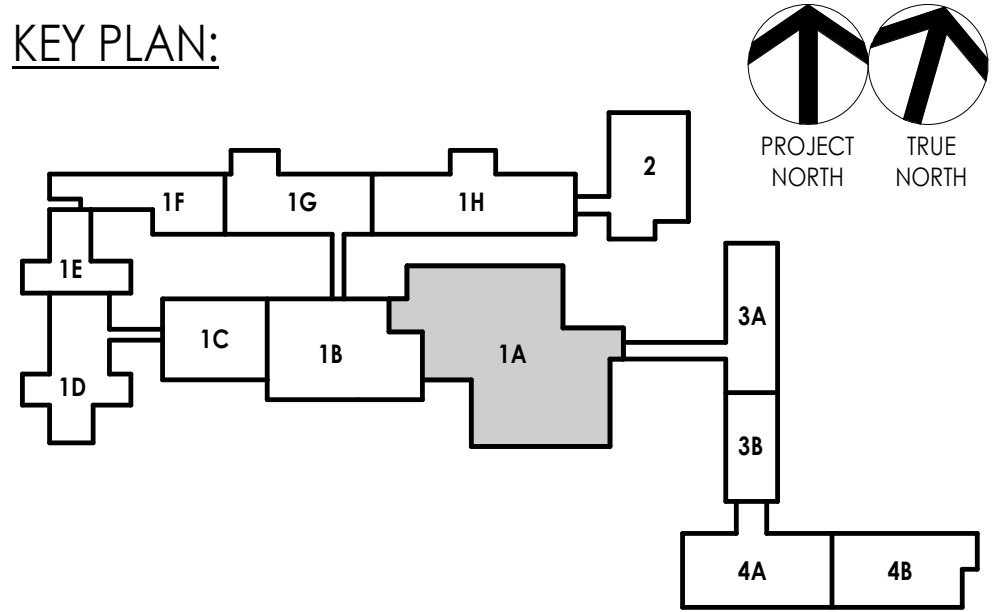 KEY PLAN:
PROJECT
NORTH
TRUE
NORTH
2
1F
1G
1H
1E
3A
1C
1B
1A
1D
3B
4A
4B